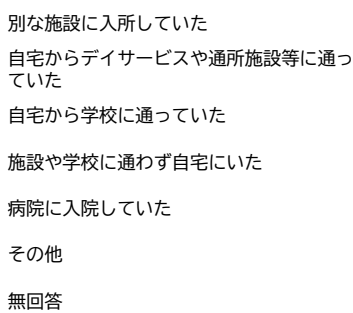 別な施設に入所していた
自宅からデイサービスや通所施設等に通っ
ていた
自宅から学校に通っていた
施設や学校に通わず自宅にいた
病院に入院していた
その他
無回答